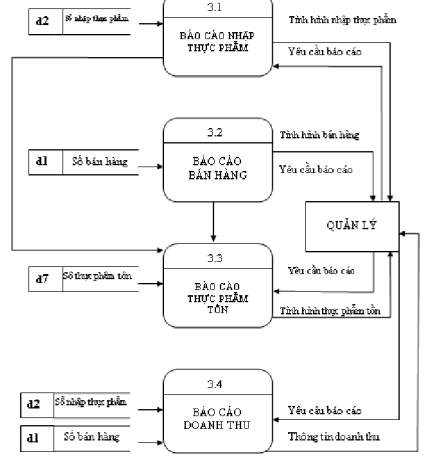 3.1
d2 Sổ nhập thực phẩm
BÁO CÁO NHẬP
THỰC PHẨM
Tình hình nhập thực phẩm
Yêu cầu báo cáo
3.2
d1 Sổ bán hàng
BÁO CÁO
BÁN HÀNG
Tình hình bán hàng
Yêu cầu báo cáo
QUẢN LÝ
3.3
d7 Sổ thực phẩm tồn
BÁO CÁO
THỰC PHẨM
TỒN
Yêu cầu báo cáo
Tình hình thực phẩm tồn
3.4
d2 Sổ nhập thực phẩm
d1 Sổ bán hàng
BÁO CÁO
DOANH THU
Yêu cầu báo cáo
Thông tin doanh thu